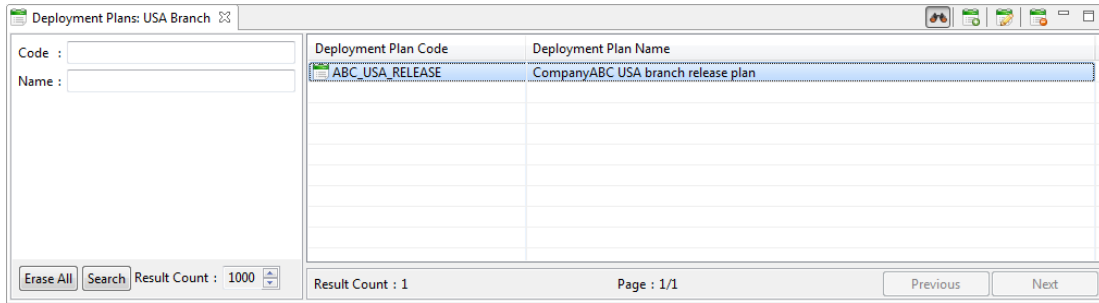 Deployment Plans: USA Branch
Code :
Name :
Deployment Plan Code Deployment Plan Name
ABC_USA_RELEASE CompanyABC USA branch release plan
Erase All Search Result Count : 1000
Result Count : 1 Page : 1/1 Previous Next